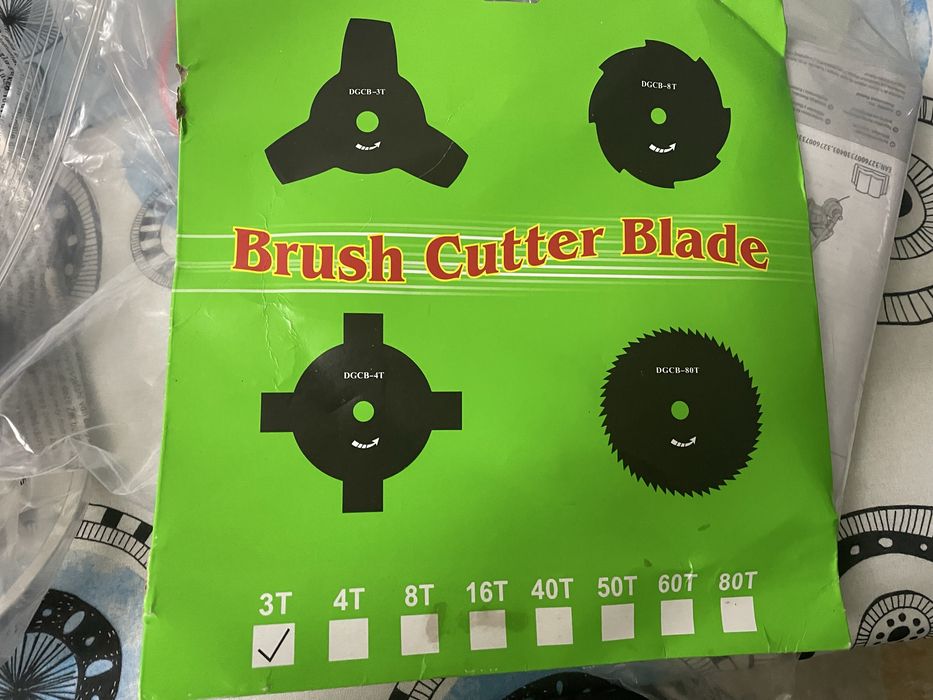 DGCB-3T
DGCB-8T
Brush Cutter Blade
DGCB-4T
DGCB-80T
3T 4T 8T 16T 40T 50T 60T 80T